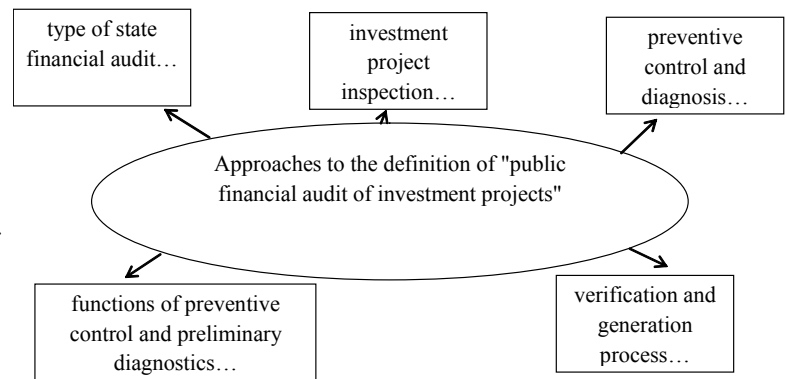 type of state
financial audit…
investment
project
inspection…
preventive
control and
diagnosis…
Approaches to the definition of "public
financial audit of investment projects"
functions of preventive
control and preliminary
diagnostics…
verification and
generation
process…